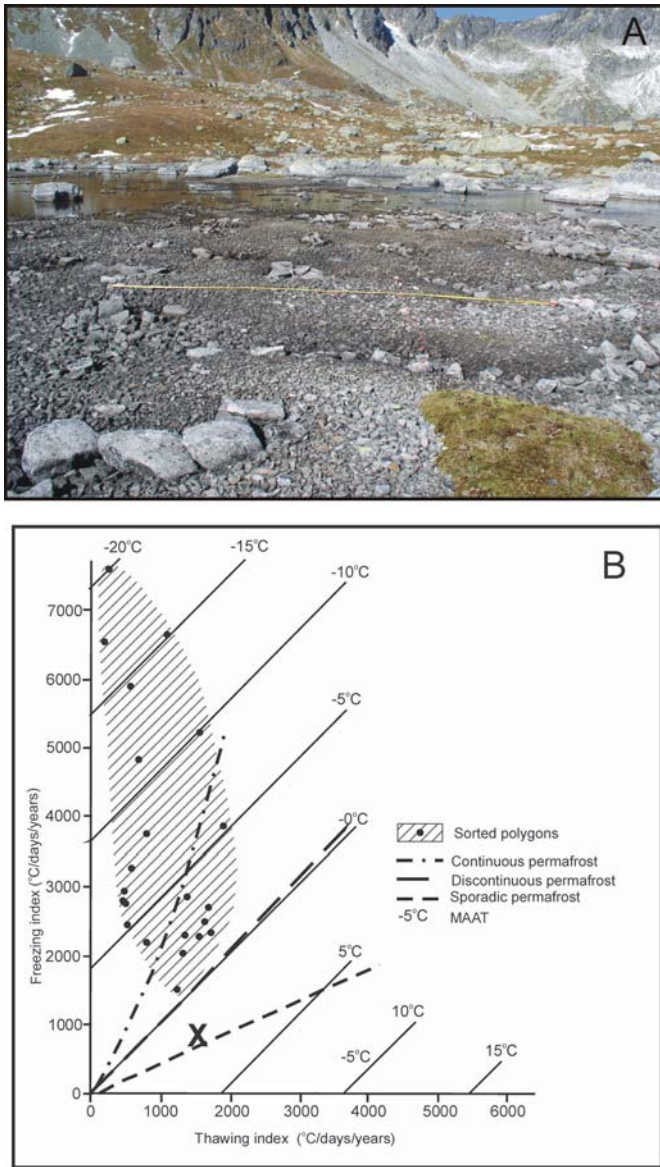 A
B
-20°C
-15°C
-10°C
-5°C
-0°C
5°C
10°C
-5°C
15°C
7000
6000
5000
4000
3000
2000
1000
0
Freezing index (°C/days/years)
X
Sorted polygons
Continuous permafrost
Discontinuous permafrost
Sporadic permafrost
-5°C MAAT
0 1000 2000 3000 4000 5000 6000
Thawing index (°C/days/years)